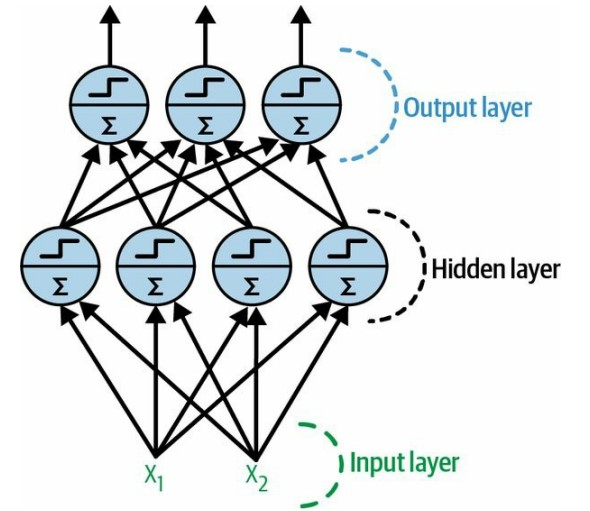 Σ Σ Σ
Output layer
Σ Σ Σ Σ
Hidden layer
X₁ X₂
Input layer